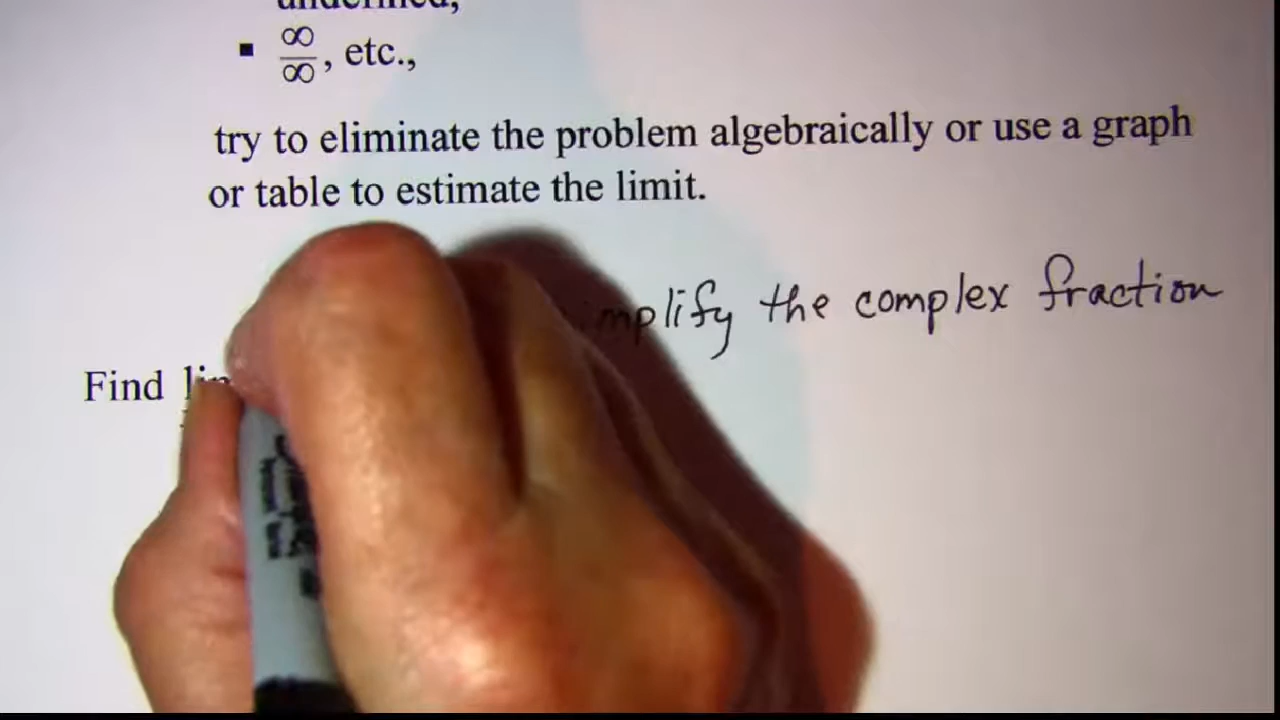 undefined,
▪ ∞/∞, etc.,
try to eliminate the problem algebraically or use a graph
or table to estimate the limit.
the complex fraction
Find